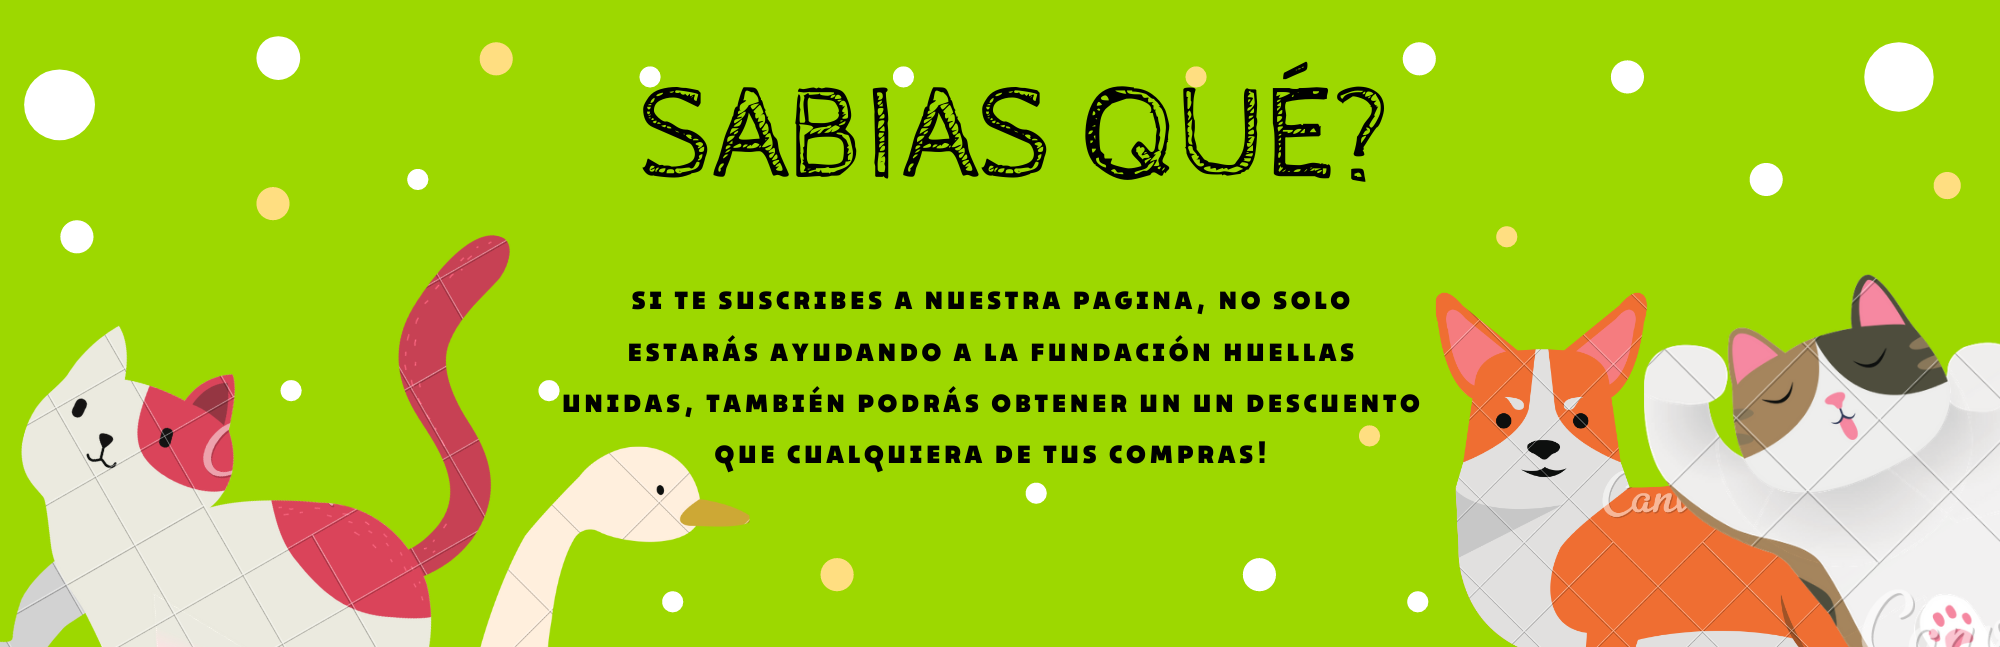 SABIAS QUÉ?
SI TE SUSCRIBES A NUESTRA PAGINA, NO SOLO
ESTARÁS AYUDANDO A LA FUNDACIÓN HUELLAS
UNIDAS, TAMBIÉN PODRÁS OBTENER UN UN DESCUENTO
QUE CUALQUIERA DE TUS COMPRAS!